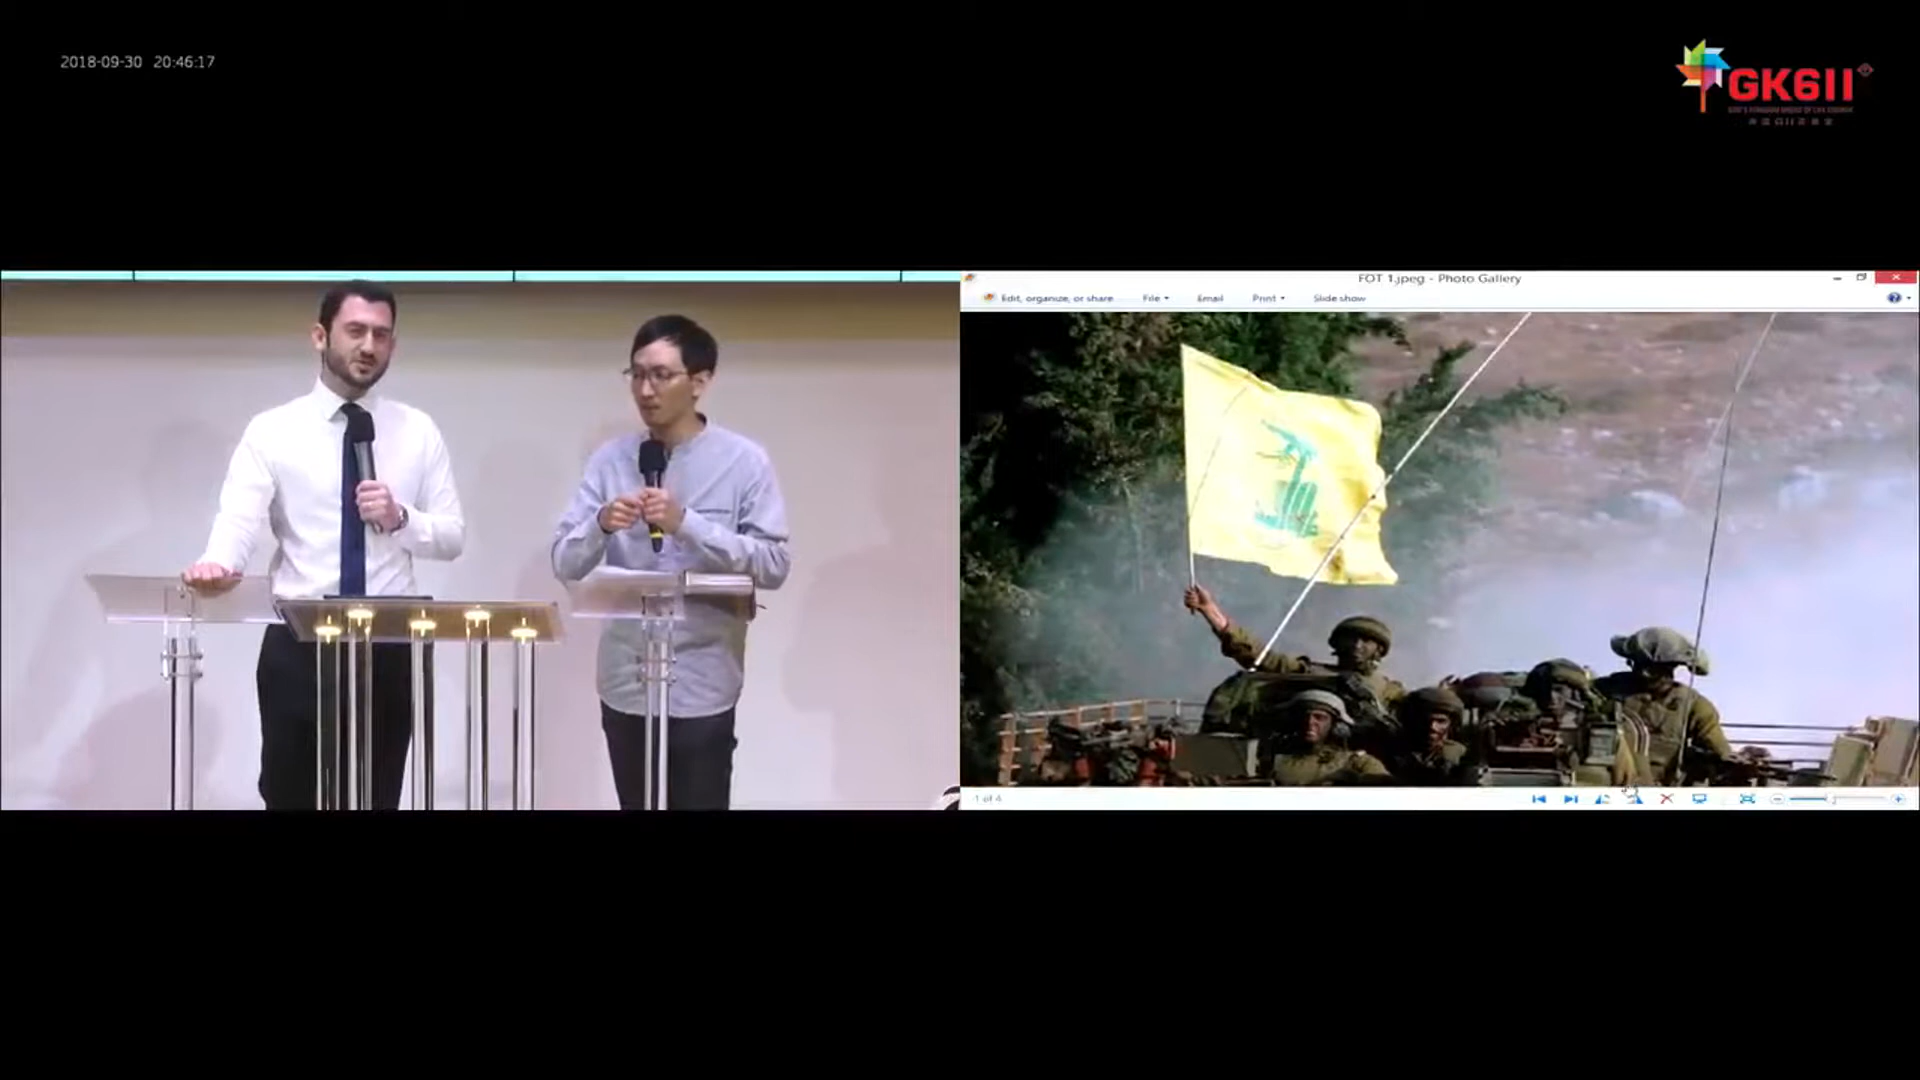 2018-09-30 20:46:17
GK611
FOT 1.jpeg - Photo Gallery
Edit, organize, or share File Email Print Slide show
1 of 4